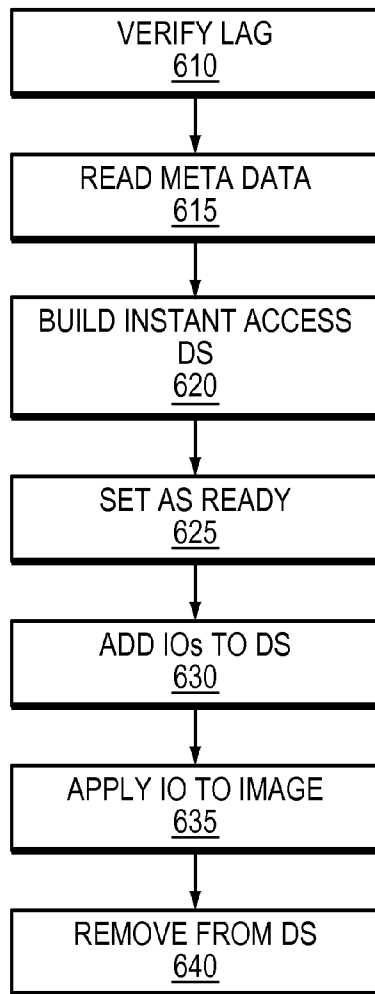 VERIFY LAG
610
READ META DATA
615
BUILD INSTANT ACCESS
DS
620
SET AS READY
625
ADD IOs TO DS
630
APPLY IO TO IMAGE
635
REMOVE FROM DS
640